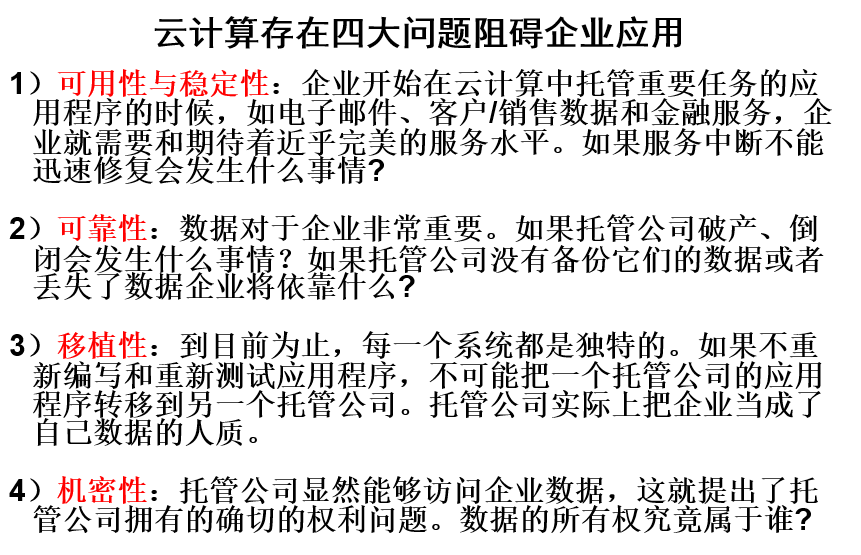 云计算存在四大问题阻碍企业应用
1）可用性与稳定性：企业开始在云计算中托管重要任务的应
用程序的时候，如电子邮件、客户/销售数据和金融服务，企
业就需要和期待着近乎完美的服务水平。如果服务中断不能
迅速修复会发生什么事情?
2）可靠性：数据对于企业非常重要。如果托管公司破产、倒
闭会发生什么事情？如果托管公司没有备份它们的数据或者
丢失了数据企业将依靠什么?
3）移植性：到目前为止，每一个系统都是独特的。如果不重
新编写和重新测试应用程序，不可能把一个托管公司的应用
程序转移到另一个托管公司。托管公司实际上把企业当成了
自己数据的人质。
4）机密性：托管公司显然能够访问企业数据，这就提出了托
管公司拥有的确切的权利问题。数据的所有权究竟属于谁?